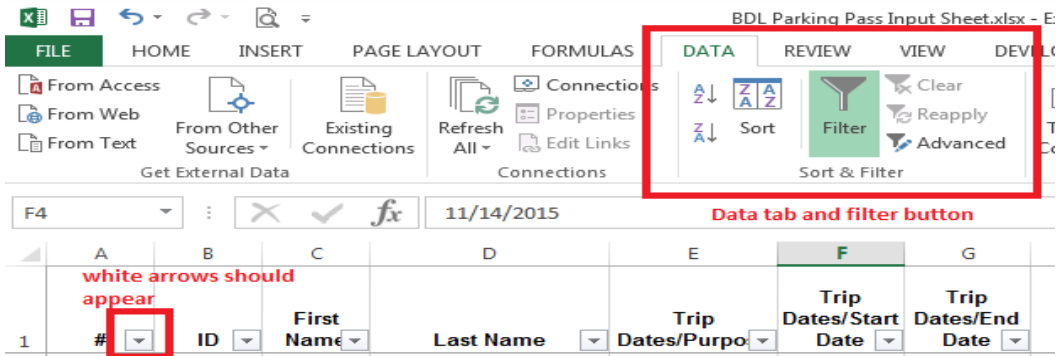 BDL Parking Pass Input Sheet.xlsx - E
FILE HOME INSERT PAGE LAYOUT FORMULAS DATA REVIEW VIEW DEVEL
From Access
From Web
From Text
From Other
Sources
Existing
Connections
Refresh
All
Connections
Properties
Edit Links
A
Z
Z
A
Z A
A Z
Sort
Filter
Clear
Reapply
Advanced
T
Co
Get External Data Connections Sort & Filter
F4 fx 11/14/2015
Data tab and filter button
A B C D E F G
white arrows should
appear
1
#
ID
First
Name
Last Name
Trip
Dates/Purpo
Trip
Dates/Start
Date
Trip
Dates/End
Date